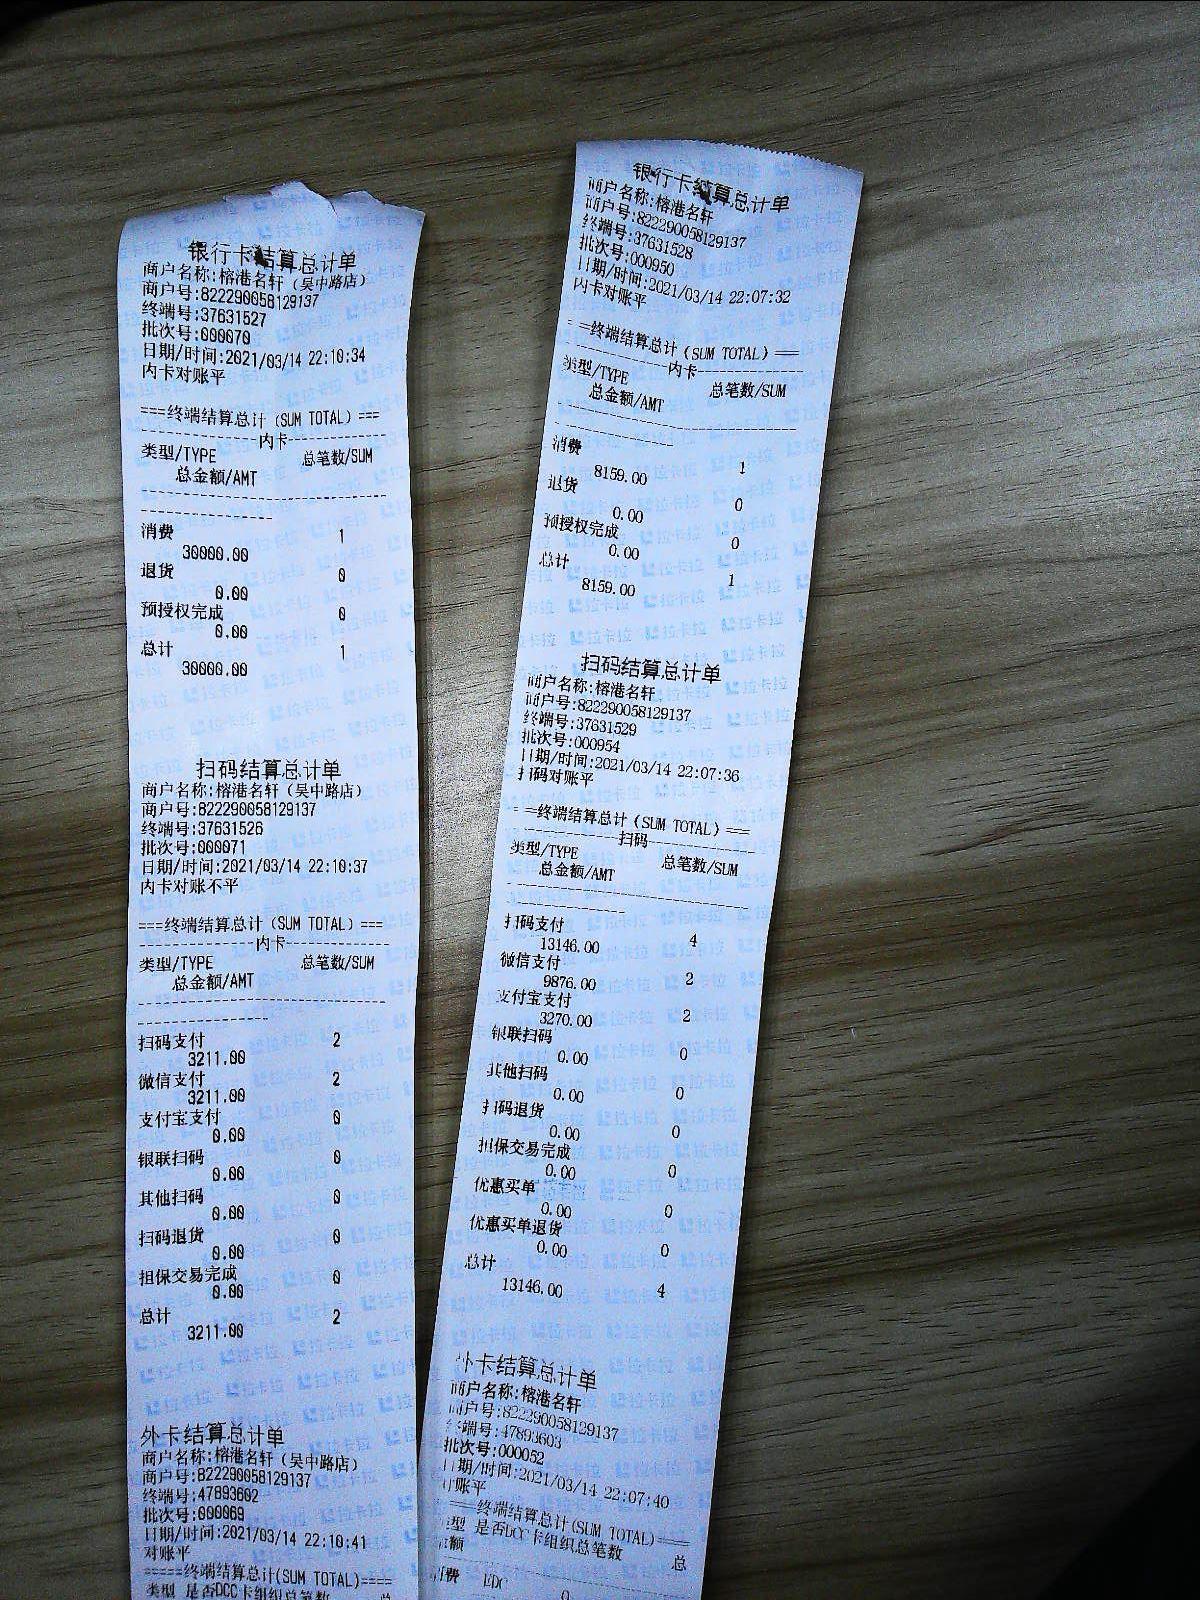 银行卡结算总计单
商户名称:榕港名轩（吴中路店）
商户号:822290058129137
终端号:37631527
批次号:000070
日期/时间:2021/03/14 22:10:34
内卡对账平
===终端结算总计（SUM TOTAL）===
内卡
类型/TYPE 总笔数/SUM
总金额/AMT
消费 1
30000.00
退货 0
0.00
预授权完成 0
0.00
总计 1
30000.00
扫码结算总计单
商户名称:榕港名轩（吴中路店）
商户号:822290058129137
终端号:37631526
批次号:000071
日期/时间:2021/03/14 22:10:37
内卡对账不平
===终端结算总计（SUM TOTAL）===
内卡
类型/TYPE 总笔数/SUM
总金额/AMT
扫码支付 2
3211.00
微信支付 2
3211.00
支付宝支付 0
0.00
银联扫码 0
0.00
其他扫码 0
0.00
扫码退货 0
0.00
担保交易完成 0
0.00
总计 2
3211.00
外卡结算总计单
商户名称:榕港名轩（吴中路店）
商户号:822290058129137
终端号:47893602
批次号:000069
日期/时间:2021/03/14 22:10:41
对账平
=====终端结算总计(SUM TOTAL)====
类型 是否DCC卡组织总笔数 总
银行卡结算总计单
商户名称:榕港名轩
商户号:822290058129137
终端号:37631528
批次号:000950
日期/时间:2021/03/14 22:07:32
内卡对账平
= =终端结算总计（SUM TOTAL）===
内卡
类型/TYPE 总笔数/SUM
总金额/AMT
消费 1
8159.00
退货 0
0.00
预授权完成 0
0.00
总计 1
8159.00
扫码结算总计单
商户名称:榕港名轩
商户号:822290058129137
终端号:37631529
批次号:000954
日期/时间:2021/03/14 22:07:36
扫码对账平
=终端结算总计（SUM TOTAL）===
扫码
类型/TYPE 总笔数/SUM
总金额/AMT
扫码支付 4
13146.00
微信支付 2
9876.00
支付宝支付 2
3270.00
银联扫码 0
0.00
其他扫码 0
0.00
扫码退货 0
0.00
担保交易完成 0
0.00
优惠买单 0
0.00
优惠买单退货 0
0.00
总计 4
13146.00
外卡结算总计单
商户名称:榕港名轩
商户号:822290058129137
终端号:47893603
批次号:000052
日期/时间:2021/03/14 22:07:40
对账平
===终端结算总计(SUM TOTAL)====
类型 是否DCC卡组织总笔数 总
金额
消费 EDC 0